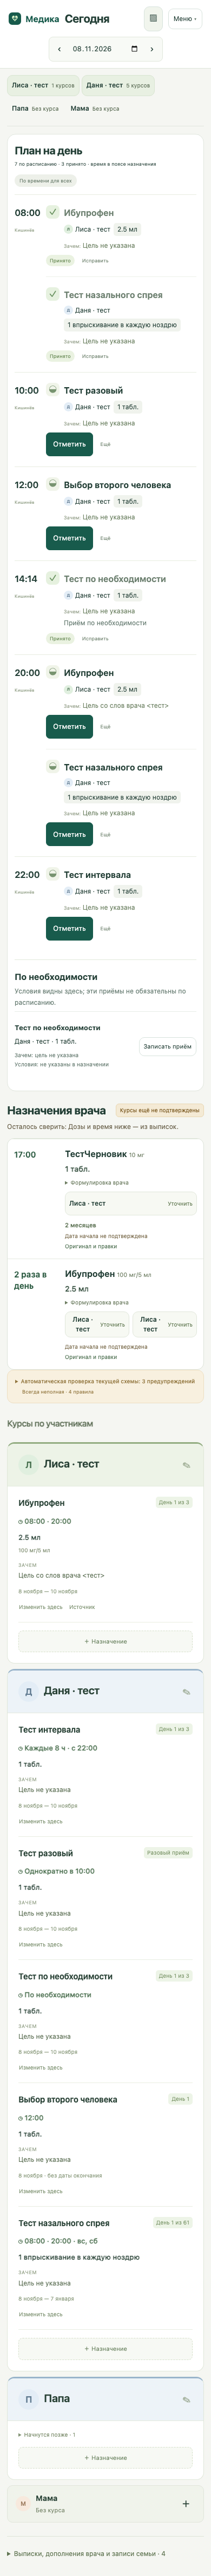 Медика Сегодня
Меню
08.11.2026
Лиса · тест 1 курсов
Даня · тест 5 курсов
Папа Без курса
Мама Без курса
План на день
7 по расписанию · 3 принято · время в поясе назначения
По времени для всех
08:00 Ибупрофен
Кишинёв
Л Лиса · тест 2.5 мл
Зачем: Цель не указана
Принято Исправить
Тест назального спрея
Д Даня · тест
1 впрыскивание в каждую ноздрю
Зачем: Цель не указана
Принято Исправить
10:00 Тест разовый
Кишинёв
Д Даня · тест 1 табл.
Зачем: Цель не указана
Отметить Ещё
12:00 Выбор второго человека
Кишинёв
Д Даня · тест 1 табл.
Зачем: Цель не указана
Отметить Ещё
14:14 Тест по необходимости
Кишинёв
Д Даня · тест 1 табл.
Зачем: Цель не указана
Приём по необходимости
Принято Исправить
20:00 Ибупрофен
Кишинёв
Л Лиса · тест 2.5 мл
Зачем: Цель со слов врача <тест>
Отметить Ещё
Тест назального спрея
Д Даня · тест
1 впрыскивание в каждую ноздрю
Зачем: Цель не указана
Отметить Ещё
22:00 Тест интервала
Кишинёв
Д Даня · тест 1 табл.
Зачем: Цель не указана
Отметить Ещё
По необходимости
Условия видны здесь; эти приёмы не обязательны по
расписанию.
Тест по необходимости
Даня · тест · 1 табл.
Зачем: цель не указана
Условия: не указаны в назначении
Записать приём
Назначения врача
Курсы ещё не подтверждены
Осталось сверить: Дозы и время ниже — из выписок.
17:00 ТестЧерновик 10 мг
1 табл.
Формулировка врача
Лиса · тест Уточнить
2 месяцев
Дата начала не подтверждена
Оригинал и правки
2 раза в день
Ибупрофен 100 мг/5 мл
2.5 мл
Формулировка врача
Лиса · тест Уточнить
Лиса · тест Уточнить
Дата начала не подтверждена
Оригинал и правки
Автоматическая проверка текущей схемы: 3 предупреждений
Всегда неполная · 4 правила
Курсы по участникам
Л Лиса · тест
Ибупрофен День 1 из 3
08:00 · 20:00
2.5 мл
100 мг/5 мл
ЗАЧЕМ
Цель со слов врача <тест>
8 ноября — 10 ноября
Изменить здесь Источник
+ Назначение
Д Даня · тест
Тест интервала День 1 из 3
Каждые 8 ч · с 22:00
1 табл.
ЗАЧЕМ
Цель не указана
8 ноября — 10 ноября
Изменить здесь
Тест разовый Разовый приём
Однократно в 10:00
1 табл.
ЗАЧЕМ
Цель не указана
8 ноября — 10 ноября
Изменить здесь
Тест по необходимости День 1 из 3
По необходимости
1 табл.
ЗАЧЕМ
Цель не указана
8 ноября — 10 ноября
Изменить здесь
Выбор второго человека День 1
12:00
1 табл.
ЗАЧЕМ
Цель не указана
8 ноября · без даты окончания
Изменить здесь
Тест назального спрея День 1 из 61
08:00 · 20:00 · вс, сб
1 впрыскивание в каждую ноздрю
ЗАЧЕМ
Цель не указана
8 ноября — 7 января
Изменить здесь
+ Назначение
П Папа
Начнутся позже · 1
+ Назначение
М Мама
Без курса
+
Выписки, дополнения врача и записи семьи · 4